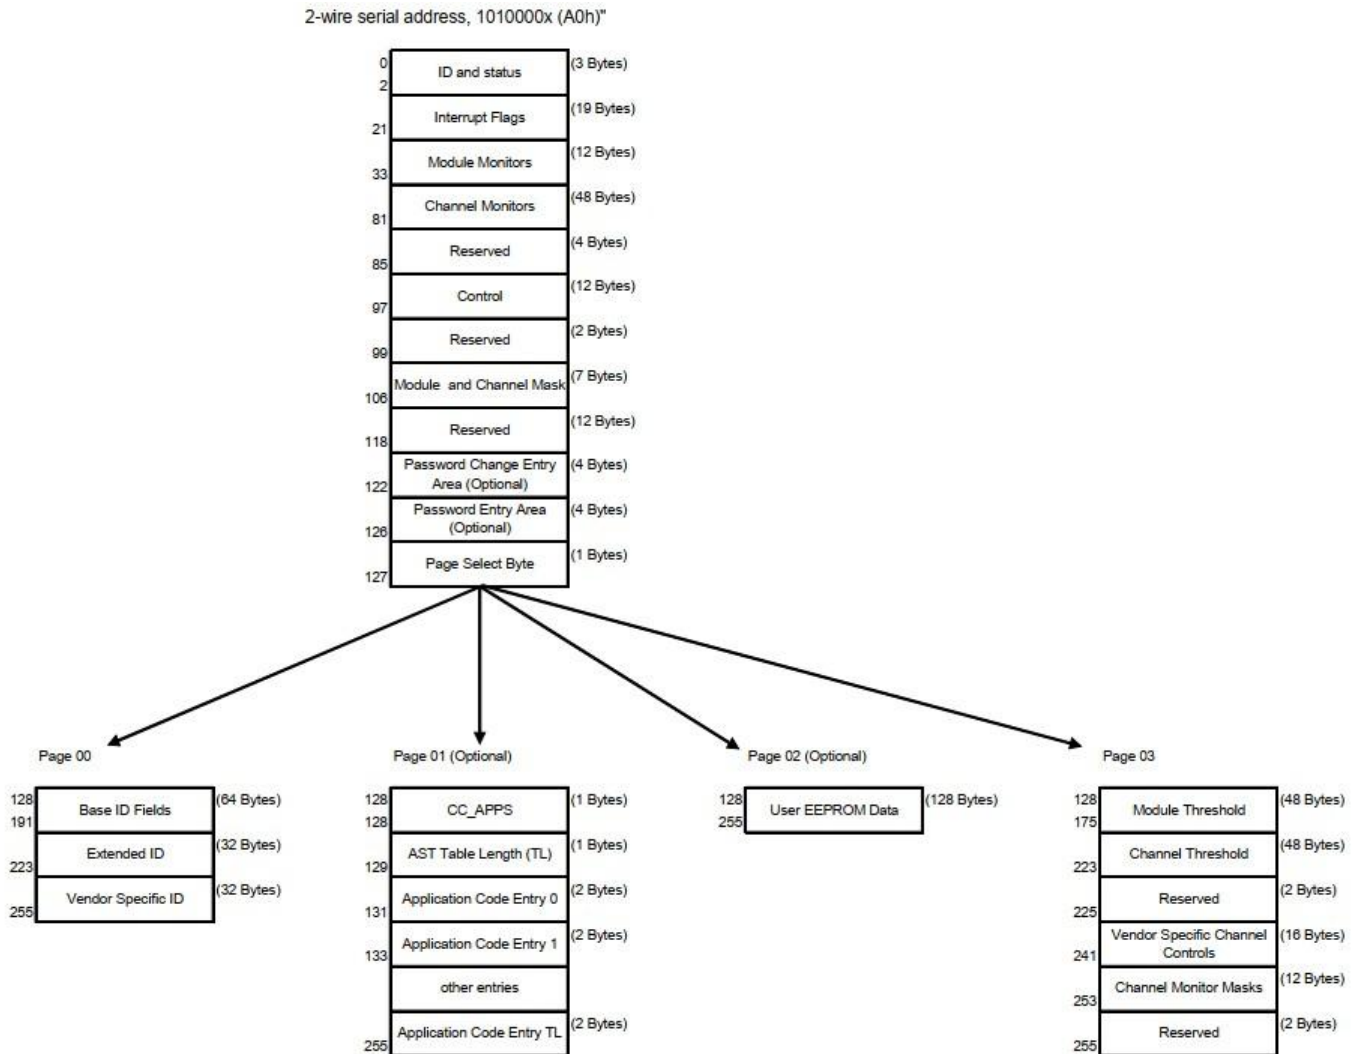 2-wire serial address, 1010000x (A0h)"
0
2
ID and status
(3 Bytes)
21
Interrupt Flags
(19 Bytes)
33
Module Monitors
(12 Bytes)
81
Channel Monitors
(48 Bytes)
85
Reserved
(4 Bytes)
97
Control
(12 Bytes)
99
Reserved
(2 Bytes)
106
Module and Channel Mask
(7 Bytes)
118
Reserved
(12 Bytes)
122
Password Change Entry
Area (Optional)
(4 Bytes)
126
Password Entry Area
(Optional)
(4 Bytes)
127
Page Select Byte
(1 Bytes)
Page 00
128
191
Base ID Fields
(64 Bytes)
223
Extended ID
(32 Bytes)
255
Vendor Specific ID
(32 Bytes)
Page 01 (Optional)
128
128
CC_APPS
(1 Bytes)
129
AST Table Length (TL)
(1 Bytes)
131
Application Code Entry 0
(2 Bytes)
133
Application Code Entry 1
(2 Bytes)
other entries
255
Application Code Entry TL
(2 Bytes)
Page 02 (Optional)
128
255
User EEPROM Data
(128 Bytes)
Page 03
128
175
Module Threshold
(48 Bytes)
223
Channel Threshold
(48 Bytes)
225
Reserved
(2 Bytes)
241
Vendor Specific Channel
Controls
(16 Bytes)
253
Channel Monitor Masks
(12 Bytes)
255
Reserved
(2 Bytes)